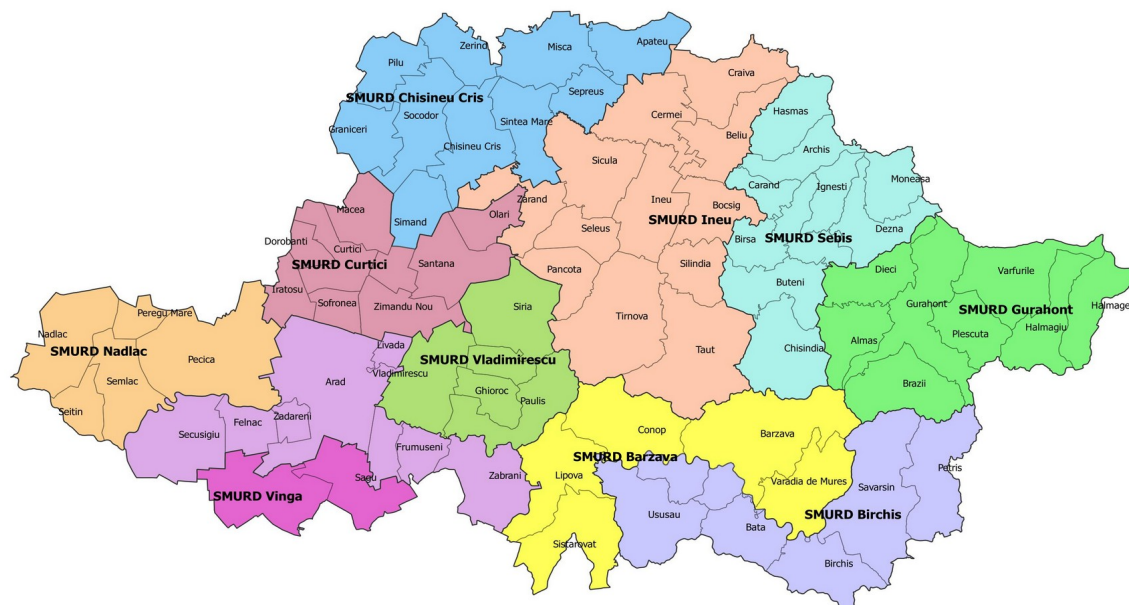 Zerind
Misca
Apateu
Pilu
Craiva
SMURD Chisineu Cris
Sepreus
Socodor
Cermei
Hasmas
Graniceri
Sintea Mare
Beliu
Chisineu Cris
Archis
Sicula
Moneasa
Carand
Ignesti
Macea
Zarand
Ineu
Bocsig
Olari
Simand
SMURD Ineu
Seleus
Dezna
Dorobanti
Curtici
Birsa
SMURD Sebis
SMURD Curtici
Santana
Silindia
Pancota
Dieci
Varfurile
Iratosu
Buteni
Sofronea
Zimandu Nou
Siria
Gurahont
SMURD Gurahont
Halmage
Peregu Mare
Tirnova
Halmagiu
Nadlac
Plescuta
Livada
Almas
SMURD Nadlac
Pecica
SMURD Vladimirescu
Taut
Chisindia
Vladimirescu
Semlac
Arad
Brazii
Ghioroc
Paulis
Seitin
Zadareni
Felnac
Conop
Barzava
Secusigiu
Frumuseni
SMURD Barzava
Petris
Zabrani
Lipova
Sagu
Varadia de Mures
Savarsin
SMURD Vinga
Ususau
SMURD Birchis
Bata
Sistarovat
Birchis